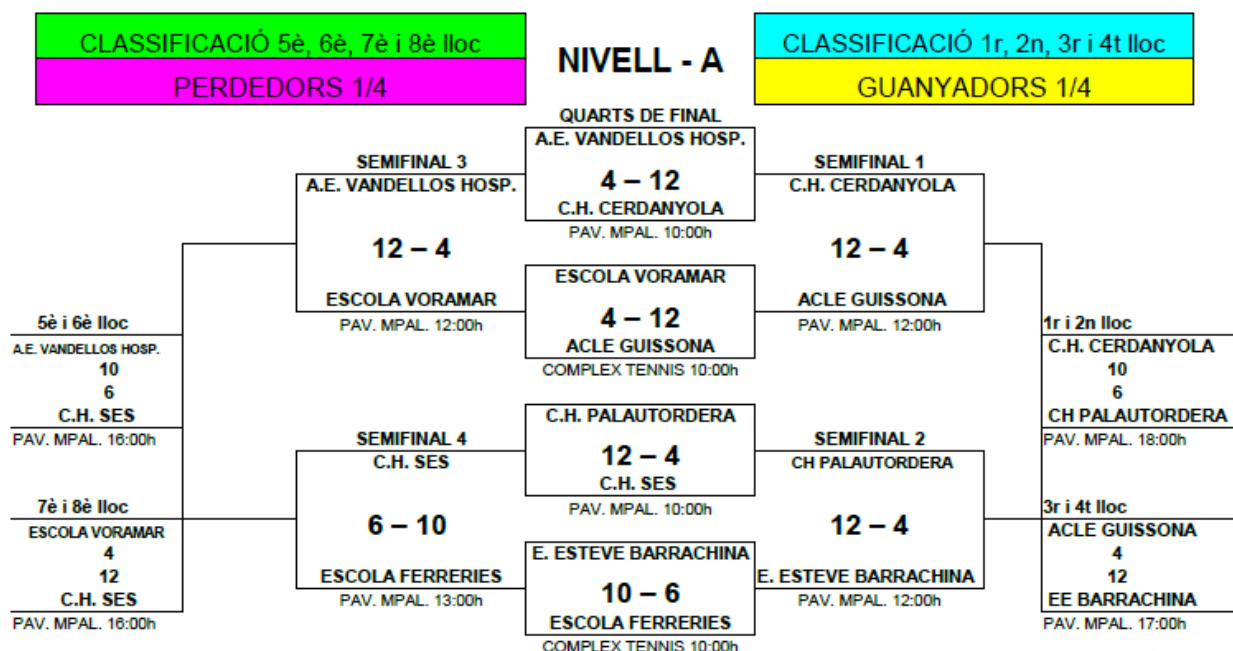 CLASSIFICACIÓ 5è, 6è, 7è i 8è lloc
PERDEDORS 1/4
NIVELL - A
CLASSIFICACIÓ 1r, 2n, 3r i 4t lloc
GUANYADORS 1/4
QUARTS DE FINAL
A.E. VANDELLOS HOSP.
4 – 12
C.H. CERDANYOLA
PAV. MPAL. 10:00h
ESCOLA VORAMAR
4 – 12
ACLE GUISSONA
COMPLEX TENNIS 10:00h
C.H. PALAUTORDERA
12 – 4
C.H. SES
PAV. MPAL. 10:00h
E. ESTEVE BARRACHINA
10 – 6
ESCOLA FERRERIES
COMPLEX TENNIS 10:00h
SEMIFINAL 3
A.E. VANDELLOS HOSP.
12 – 4
ESCOLA VORAMAR
PAV. MPAL. 12:00h
SEMIFINAL 4
C.H. SES
6 – 10
ESCOLA FERRERIES
PAV. MPAL. 13:00h
5è i 6è lloc
A.E. VANDELLOS HOSP.
10
6
C.H. SES
PAV. MPAL. 16:00h
7è i 8è lloc
ESCOLA VORAMAR
4
12
C.H. SES
PAV. MPAL. 16:00h
SEMIFINAL 1
C.H. CERDANYOLA
12 – 4
ACLE GUISSONA
PAV. MPAL. 12:00h
SEMIFINAL 2
CH PALAUTORDERA
12 – 4
E. ESTEVE BARRACHINA
PAV. MPAL. 12:00h
1r i 2n lloc
C.H. CERDANYOLA
10
6
CH PALAUTORDERA
PAV. MPAL. 18:00h
3r i 4t lloc
ACLE GUISSONA
4
12
EE BARRACHINA
PAV. MPAL. 17:00h